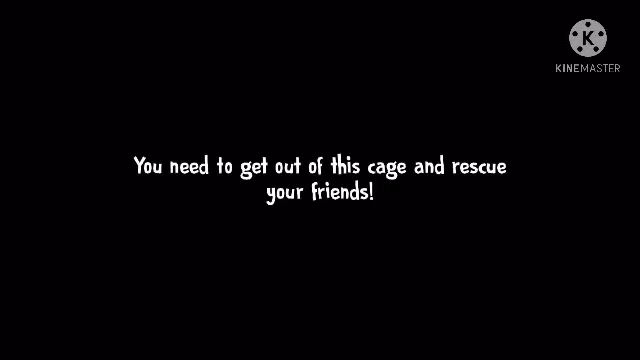 K
KINEMASTER
You need to get out of this cage and rescue
your friends!